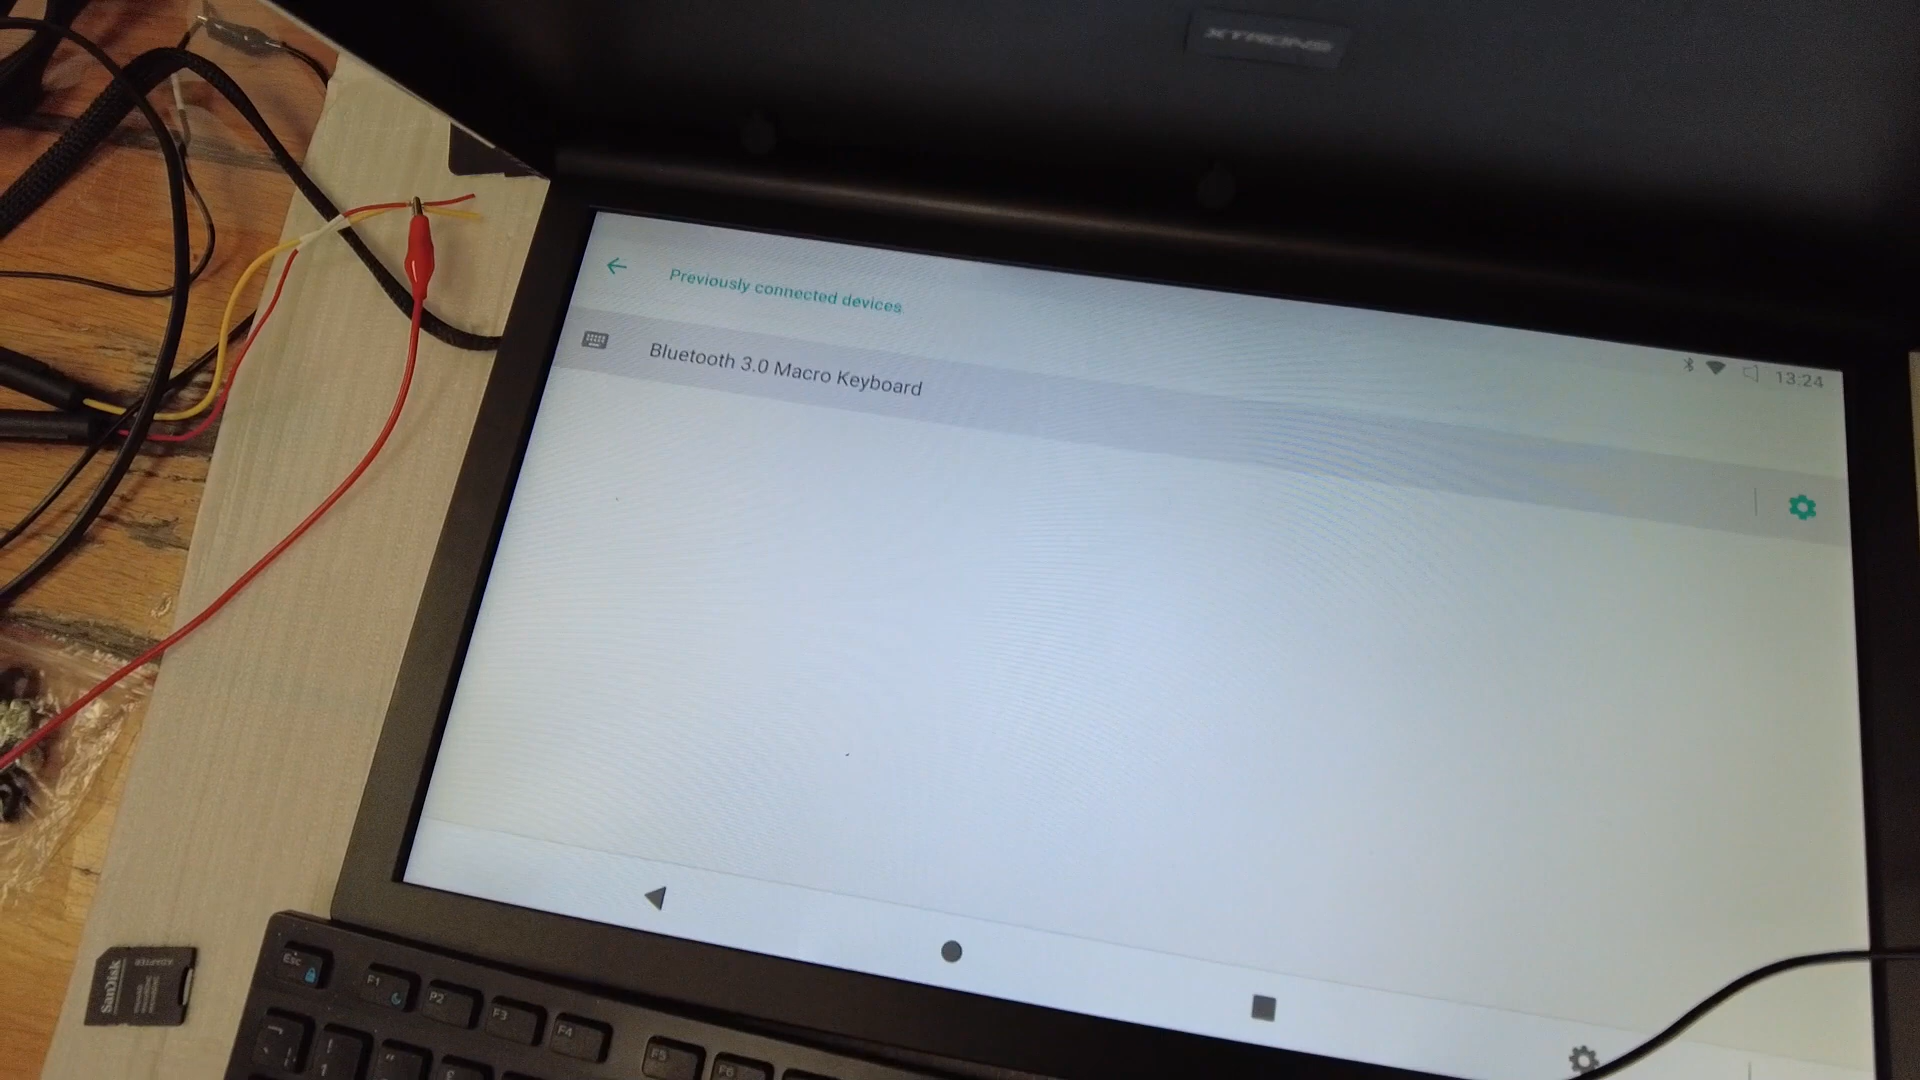 XTRONS
Previously connected devices
Bluetooth 3.0 Macro Keyboard
13:24
SanDisk
ADAPTER
Esc
F1
F2
F3
F4
F5
F6